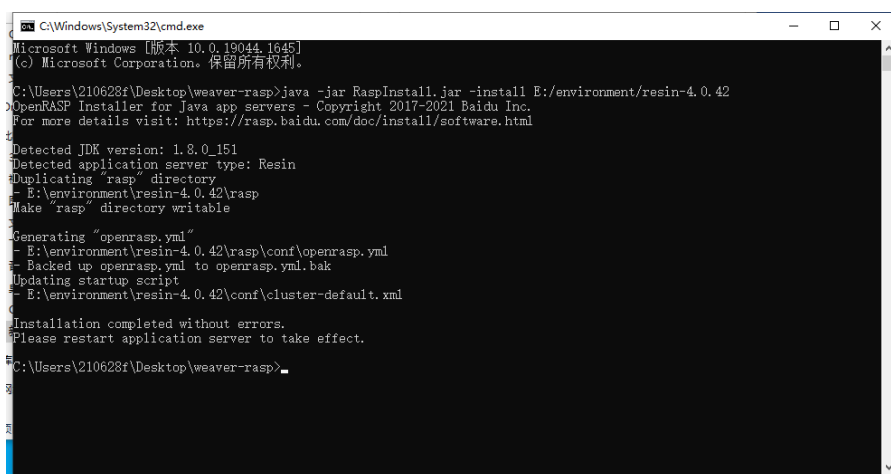 C:\Windows\System32\cmd.exe
Microsoft Windows [版本 10.0.19044.1645]
(c) Microsoft Corporation。保留所有权利。
C:\Users\210628f\Desktop\weaver-rasp>java -jar RaspInstall.jar -install E:/environment/resin-4.0.42
OpenRASP Installer for Java app servers - Copyright 2017-2021 Baidu Inc.
For more details visit: https://rasp.baidu.com/doc/install/software.html
Detected JDK version: 1.8.0_151
Detected application server type: Resin
Duplicating "rasp" directory
- E:\environment\resin-4.0.42\rasp
Make "rasp" directory writable
Generating "openrasp.yml"
- E:\environment\resin-4.0.42\rasp\conf\openrasp.yml
- Backed up openrasp.yml to openrasp.yml.bak
Updating startup script
- E:\environment\resin-4.0.42\conf\cluster-default.xml
Installation completed without errors.
Please restart application server to take effect.
C:\Users\210628f\Desktop\weaver-rasp>